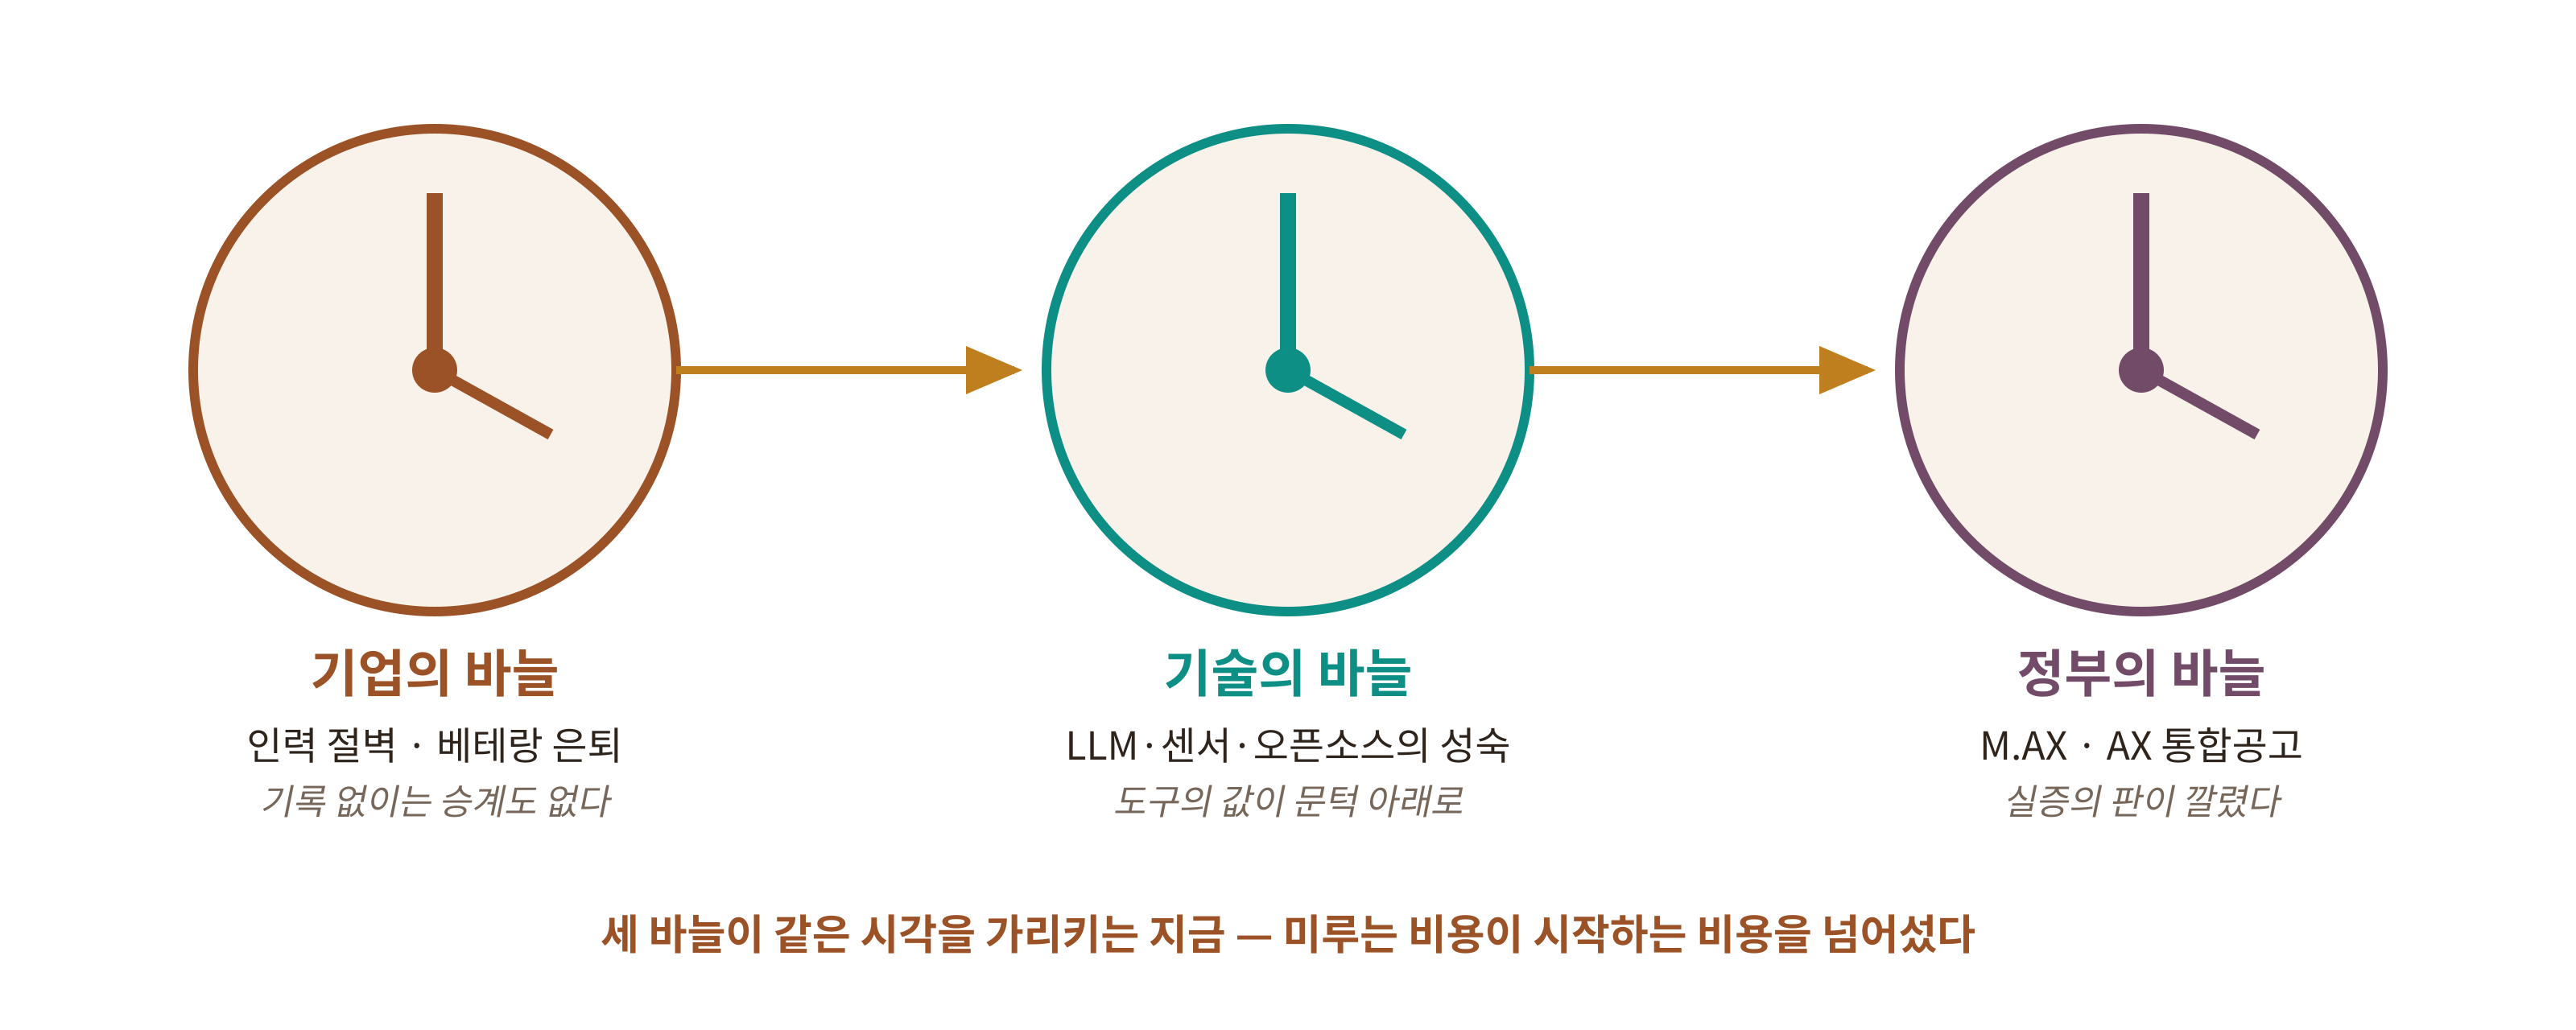 기업의 바늘
인력 절벽 · 베테랑 은퇴
기록 없이는 승계도 없다
기술의 바늘
LLM·센서·오픈소스의 성숙
도구의 값이 문턱 아래로
정부의 바늘
M.AX · AX 통합공고
실증의 판이 깔렸다
세 바늘이 같은 시각을 가리키는 지금 — 미루는 비용이 시작하는 비용을 넘어섰다